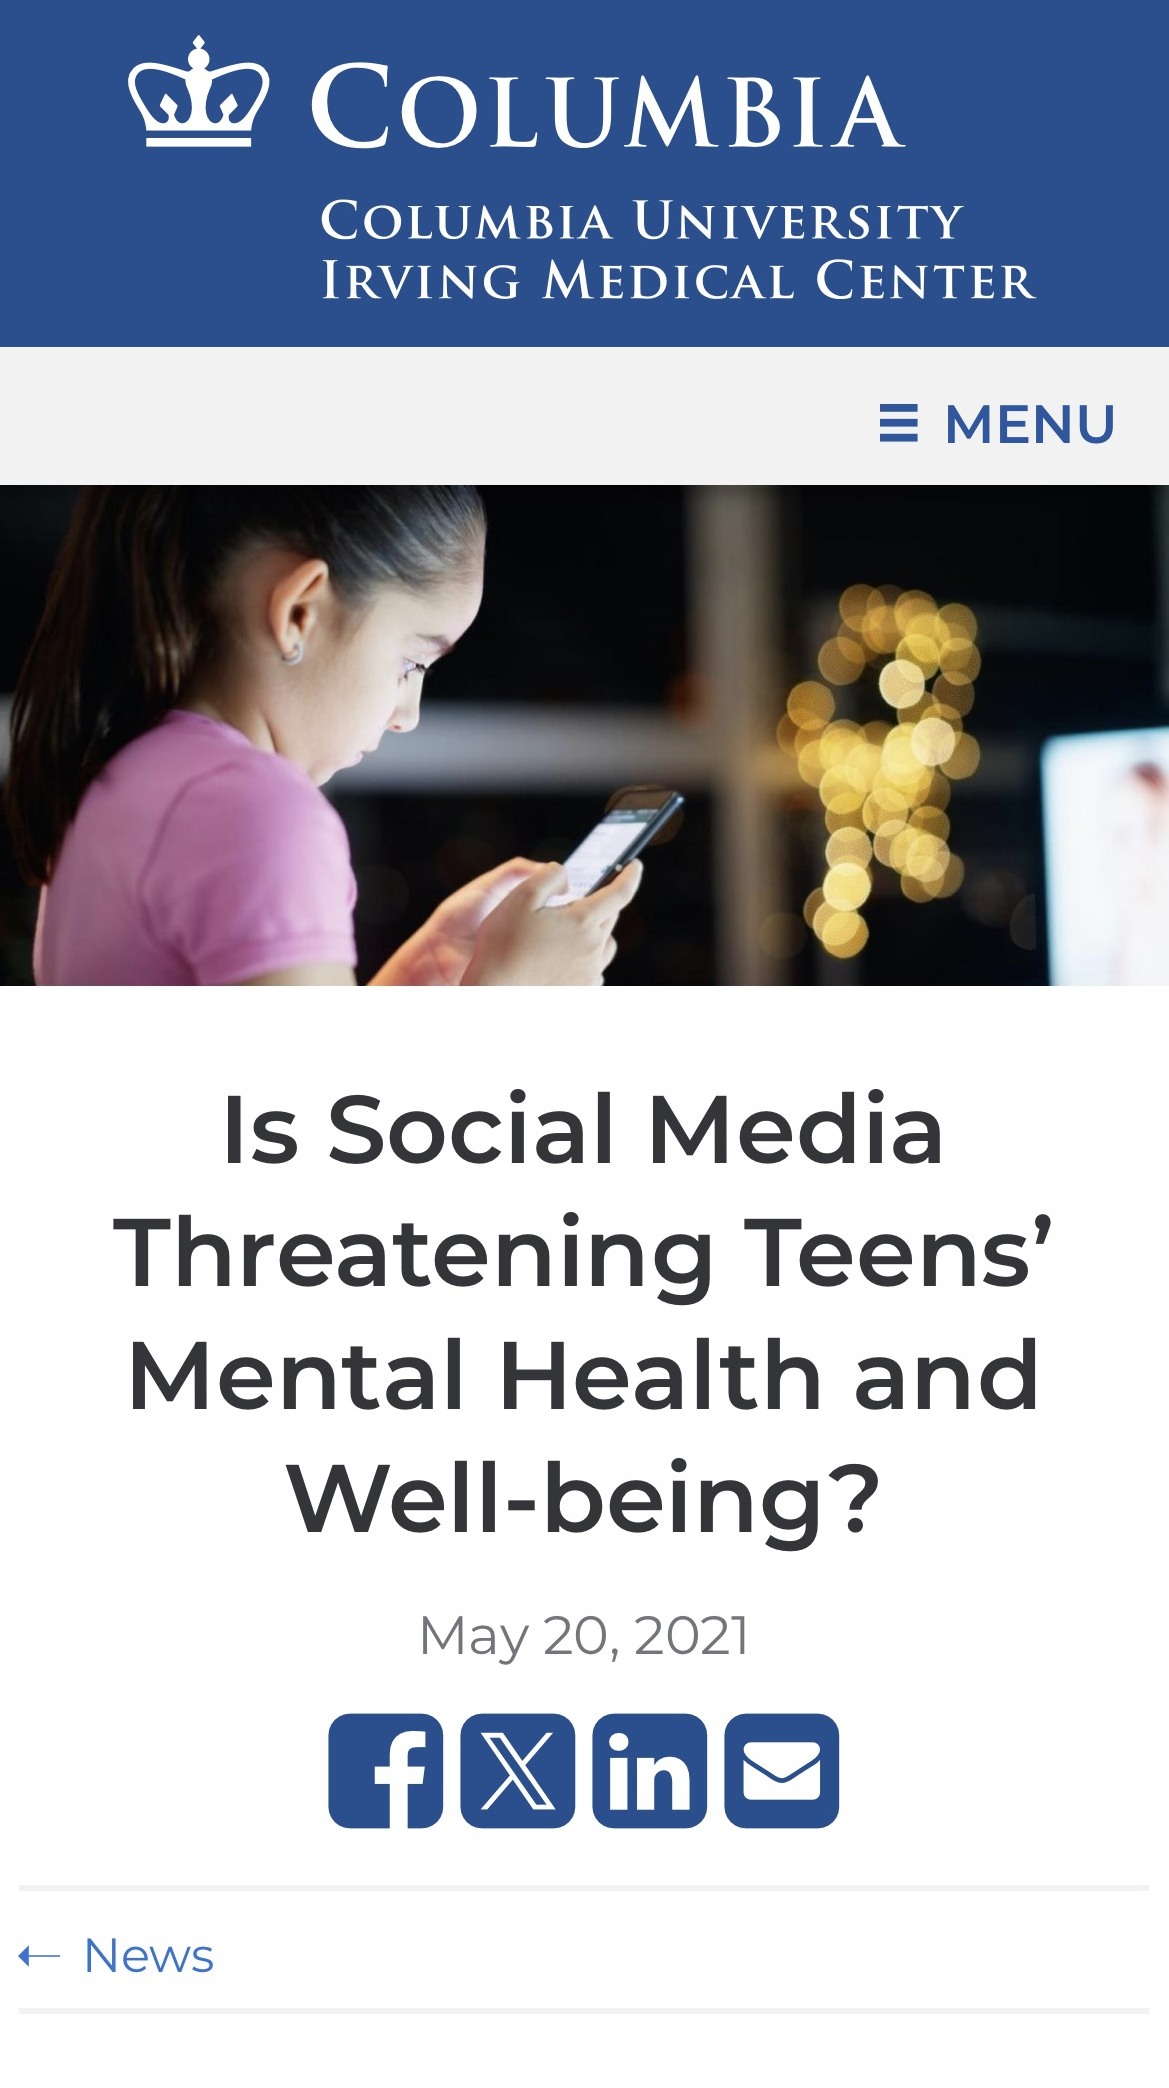 COLUMBIA
COLUMBIA UNIVERSITY
IRVING MEDICAL CENTER
MENU
Is Social Media
Threatening Teens’
Mental Health and
Well-being?
May 20, 2021
← News